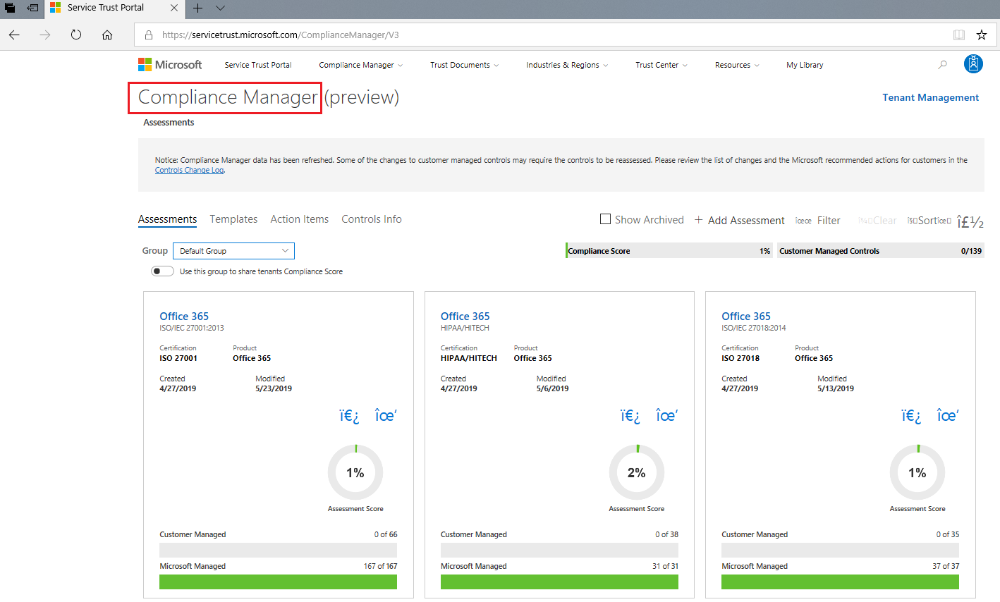 Service Trust Portal
https://servicetrust.microsoft.com/ComplianceManager/V3
Microsoft Service Trust Portal Compliance Manager Trust Documents Industries & Regions Trust Center Resources My Library
Compliance Manager (preview)
Tenant Management
Assessments
Notice: Compliance Manager data has been refreshed. Some of the changes to customer managed controls may require the controls to be reassessed. Please review the list of changes and the Microsoft recommended actions for customers in the
Controls Change Log.
Assessments Templates Action Items Controls Info
Show Archived + Add Assessment Filter Clear Sort
Group Default Group
Compliance Score 1% Customer Managed Controls 0/139
Use this group to share tenants Compliance Score
Office 365
ISO/IEC 27001:2013
Certification Product
ISO 27001 Office 365
Created Modified
4/27/2019 5/23/2019
ï€¿ îœ’
1%
Assessment Score
Customer Managed 0 of 66
Microsoft Managed 167 of 167
Office 365
HIPAA/HITECH
Certification Product
HIPAA/HITECH Office 365
Created Modified
4/27/2019 5/6/2019
ï€¿ îœ’
2%
Assessment Score
Customer Managed 0 of 38
Microsoft Managed 31 of 31
Office 365
ISO/IEC 27018:2014
Certification Product
ISO 27018 Office 365
Created Modified
4/27/2019 5/13/2019
ï€¿ îœ’
1%
Assessment Score
Customer Managed 0 of 35
Microsoft Managed 37 of 37